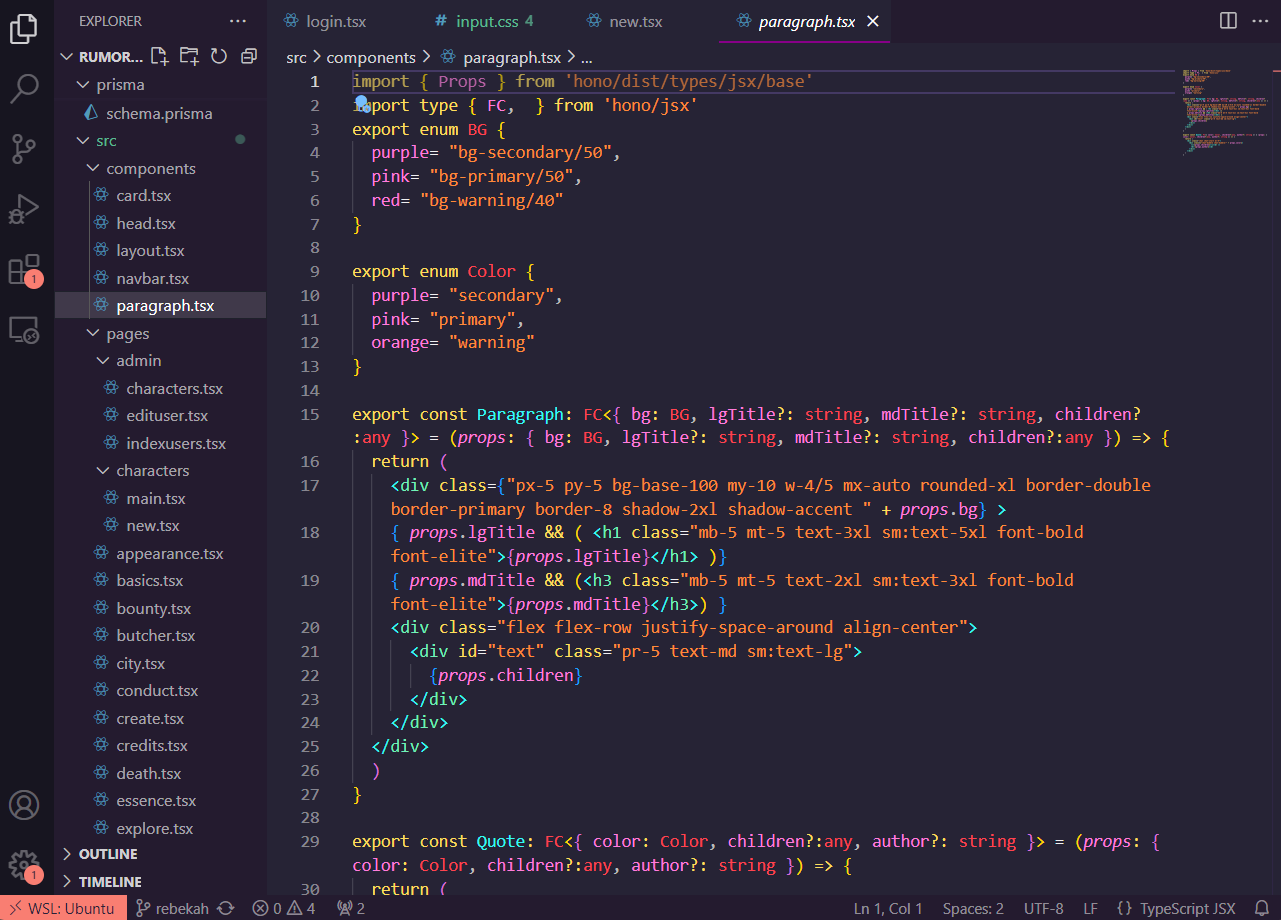 EXPLORER
RUMOR...
prisma
schema.prisma
src
components
card.tsx
head.tsx
layout.tsx
navbar.tsx
paragraph.tsx
pages
admin
characters.tsx
edituser.tsx
indexusers.tsx
characters
main.tsx
new.tsx
appearance.tsx
basics.tsx
bounty.tsx
butcher.tsx
city.tsx
conduct.tsx
create.tsx
credits.tsx
death.tsx
essence.tsx
explore.tsx
OUTLINE
TIMELINE
1
1
login.tsx # input.css 4 new.tsx paragraph.tsx
src > components > paragraph.tsx > ...
1 import { Props } from 'hono/dist/types/jsx/base'
2 import type { FC,  } from 'hono/jsx'
3 export enum BG {
4   purple= "bg-secondary/50",
5   pink= "bg-primary/50",
6   red= "bg-warning/40"
7 }
8
9 export enum Color {
10   purple= "secondary",
11   pink= "primary",
12   orange= "warning"
13 }
14
15 export const Paragraph: FC<{ bg: BG, lgTitle?: string, mdTitle?: string, children?
:any }> = (props: { bg: BG, lgTitle?: string, mdTitle?: string, children?:any }) => {
16   return (
17     <div class={"px-5 py-5 bg-base-100 my-10 w-4/5 mx-auto rounded-xl border-double
border-primary border-8 shadow-2xl shadow-accent " + props.bg} >
18     { props.lgTitle && ( <h1 class="mb-5 mt-5 text-3xl sm:text-5xl font-bold
font-elite">{props.lgTitle}</h1> )}
19     { props.mdTitle && (<h3 class="mb-5 mt-5 text-2xl sm:text-3xl font-bold
font-elite">{props.mdTitle}</h3>) }
20     <div class="flex flex-row justify-space-around align-center">
21       <div id="text" class="pr-5 text-md sm:text-lg">
22         {props.children}
23       </div>
24     </div>
25   </div>
26   )
27 }
28
29 export const Quote: FC<{ color: Color, children?:any, author?: string }> = (props: {
color: Color, children?:any, author?: string }) => {
30   return (
WSL: Ubuntu rebekah 0 4 2 Ln 1, Col 1 Spaces: 2 UTF-8 LF {} TypeScript JSX